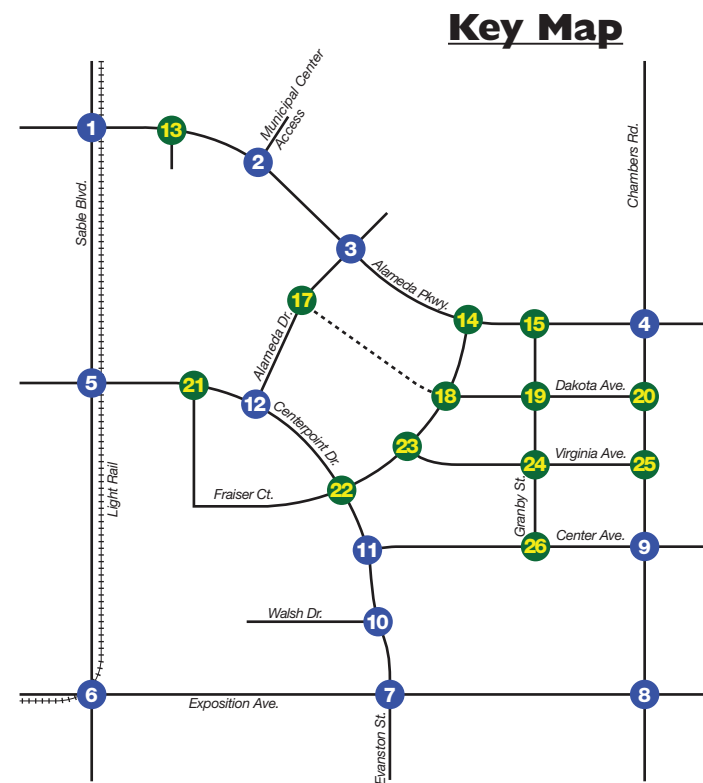 Key Map
Municipal Center
Access
Chambers Rd.
1
13
2
Sable Blvd.
3
Alameda Pkwy.
17
14
15
4
Alameda Dr.
5
21
12
18
19
Dakota Ave.
20
Centerpoint Dr.
23
24
Virginia Ave.
25
Light Rail
Fraiser Ct.
22
Granby St.
11
26
Center Ave.
9
Walsh Dr.
10
6
Exposition Ave.
7
8
Evanston St.